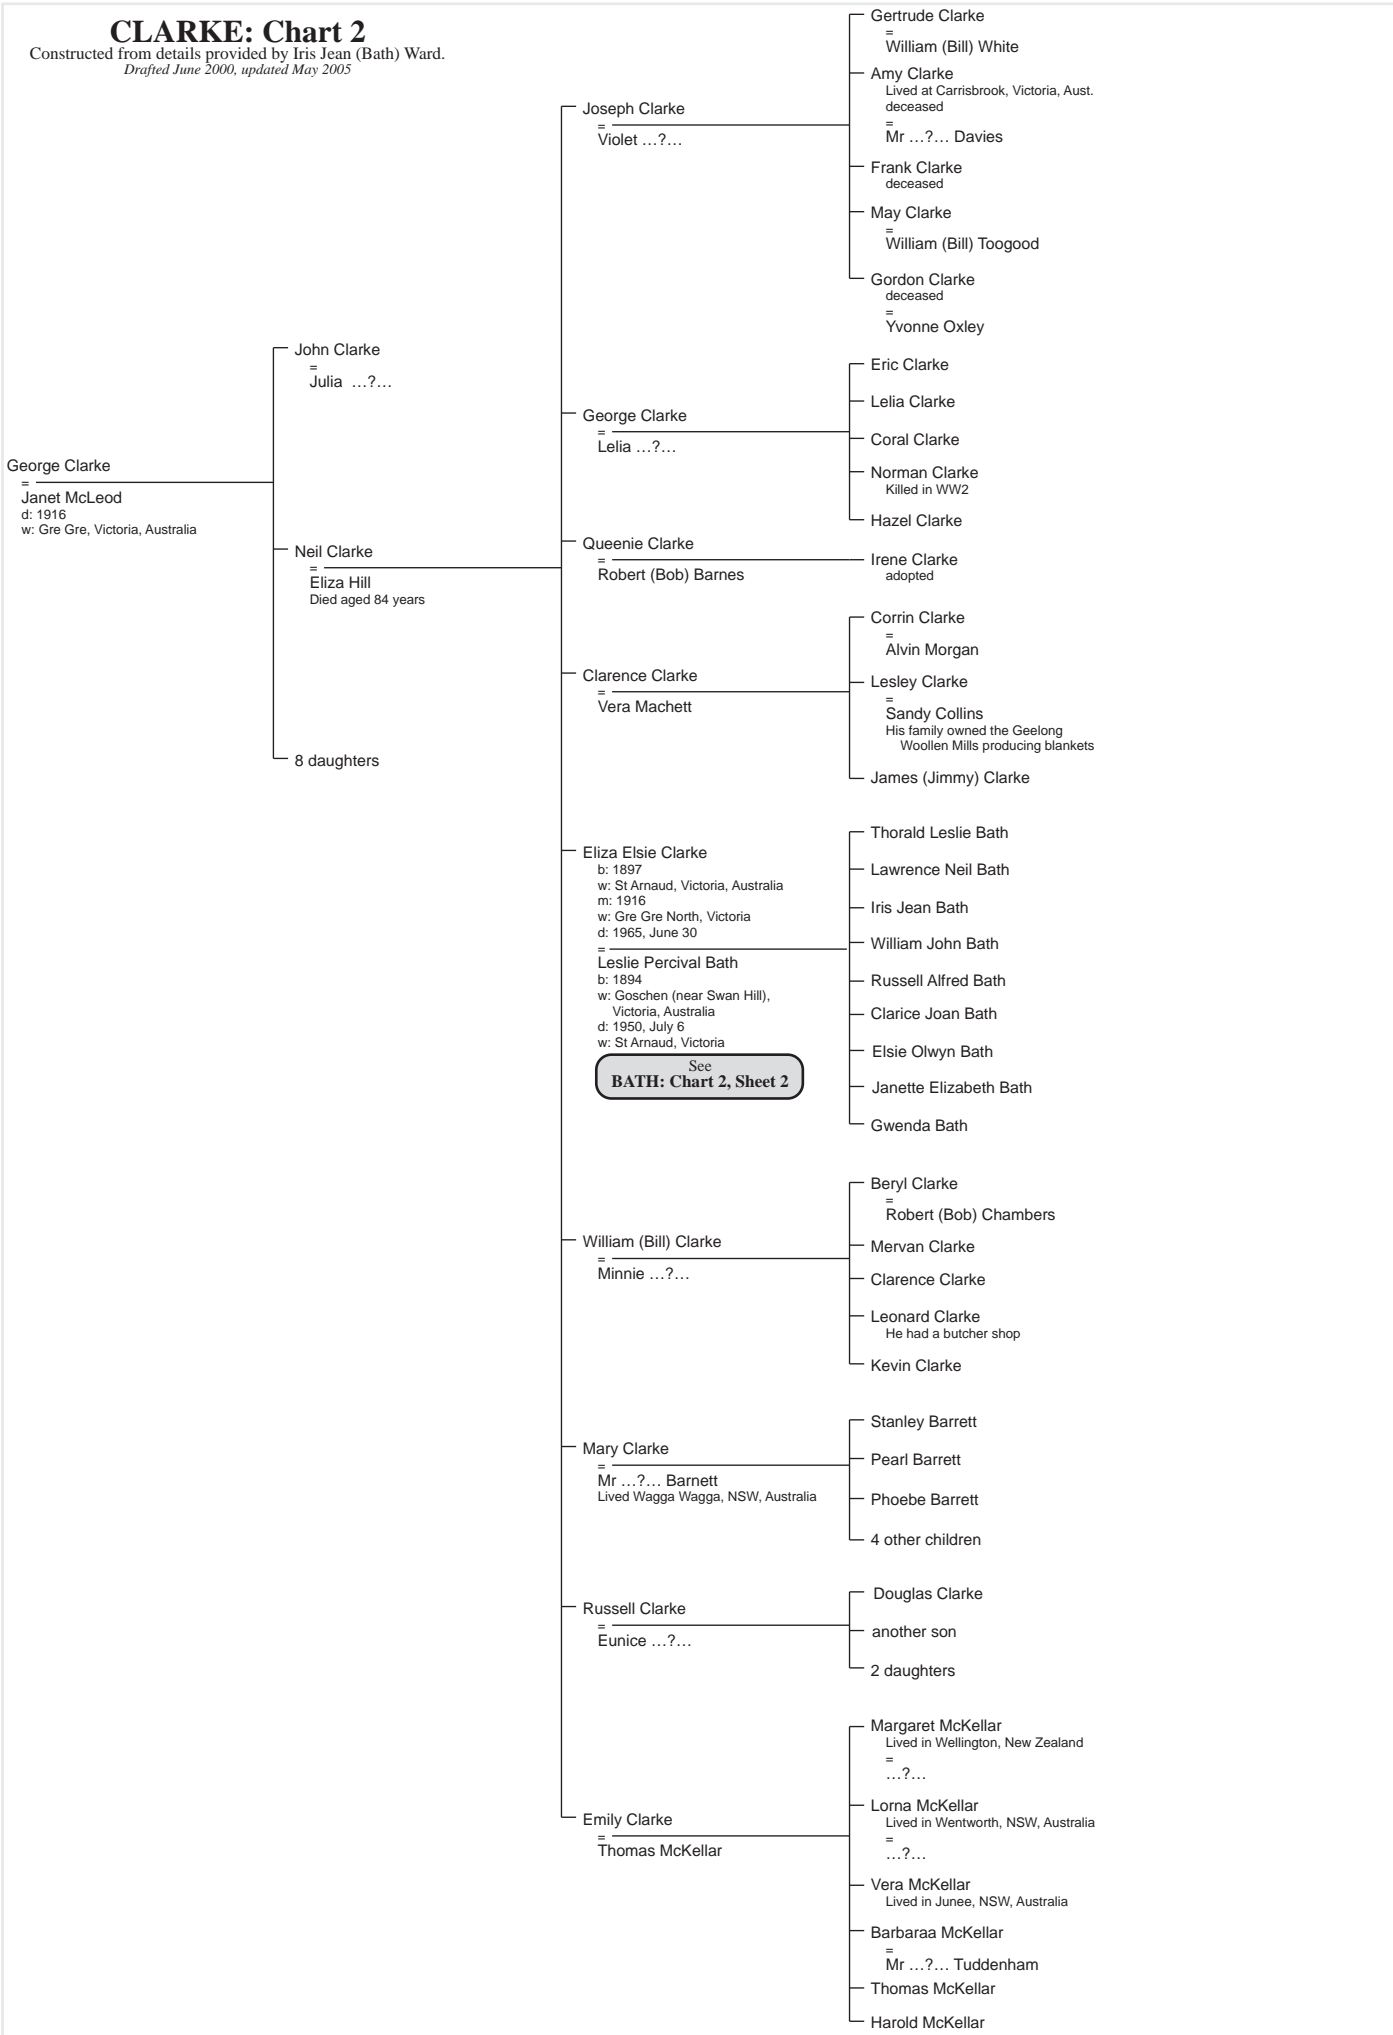 CLARKE: Chart 2
Constructed from details provided by Iris Jean (Bath) Ward.
Drafted June 2000, updated May 2005
George Clarke
=
Janet McLeod
d: 1916
w: Gre Gre, Victoria, Australia
John Clarke
=
Julia …?…
Neil Clarke
=
Eliza Hill
Died aged 84 years
8 daughters
Joseph Clarke
=
Violet …?…
Gertrude Clarke
=
William (Bill) White
Amy Clarke
Lived at Carrisbrook, Victoria, Aust.
deceased
=
Mr …?… Davies
Frank Clarke
deceased
May Clarke
=
William (Bill) Toogood
Gordon Clarke
deceased
=
Yvonne Oxley
George Clarke
=
Lelia …?…
Eric Clarke
Lelia Clarke
Coral Clarke
Norman Clarke
Killed in WW2
Hazel Clarke
Queenie Clarke
=
Robert (Bob) Barnes
Irene Clarke
adopted
Clarence Clarke
=
Vera Machett
Corrin Clarke
=
Alvin Morgan
Lesley Clarke
=
Sandy Collins
His family owned the Geelong
Woollen Mills producing blankets
James (Jimmy) Clarke
Eliza Elsie Clarke
b: 1897
w: St Arnaud, Victoria, Australia
m: 1916
w: Gre Gre North, Victoria
d: 1965, June 30
=
Leslie Percival Bath
b: 1894
w: Goschen (near Swan Hill),
Victoria, Australia
d: 1950, July 6
w: St Arnaud, Victoria
See
BATH: Chart 2, Sheet 2
Thorald Leslie Bath
Lawrence Neil Bath
Iris Jean Bath
William John Bath
Russell Alfred Bath
Clarice Joan Bath
Elsie Olwyn Bath
Janette Elizabeth Bath
Gwenda Bath
William (Bill) Clarke
=
Minnie …?…
Beryl Clarke
=
Robert (Bob) Chambers
Mervan Clarke
Clarence Clarke
Leonard Clarke
He had a butcher shop
Kevin Clarke
Mary Clarke
=
Mr …?… Barnett
Lived Wagga Wagga, NSW, Australia
Stanley Barrett
Pearl Barrett
Phoebe Barrett
4 other children
Russell Clarke
=
Eunice …?…
Douglas Clarke
another son
2 daughters
Emily Clarke
=
Thomas McKellar
Margaret McKellar
Lived in Wellington, New Zealand
=
…?…
Lorna McKellar
Lived in Wentworth, NSW, Australia
=
…?…
Vera McKellar
Lived in Junee, NSW, Australia
Barbaraa McKellar
=
Mr …?… Tuddenham
Thomas McKellar
Harold McKellar